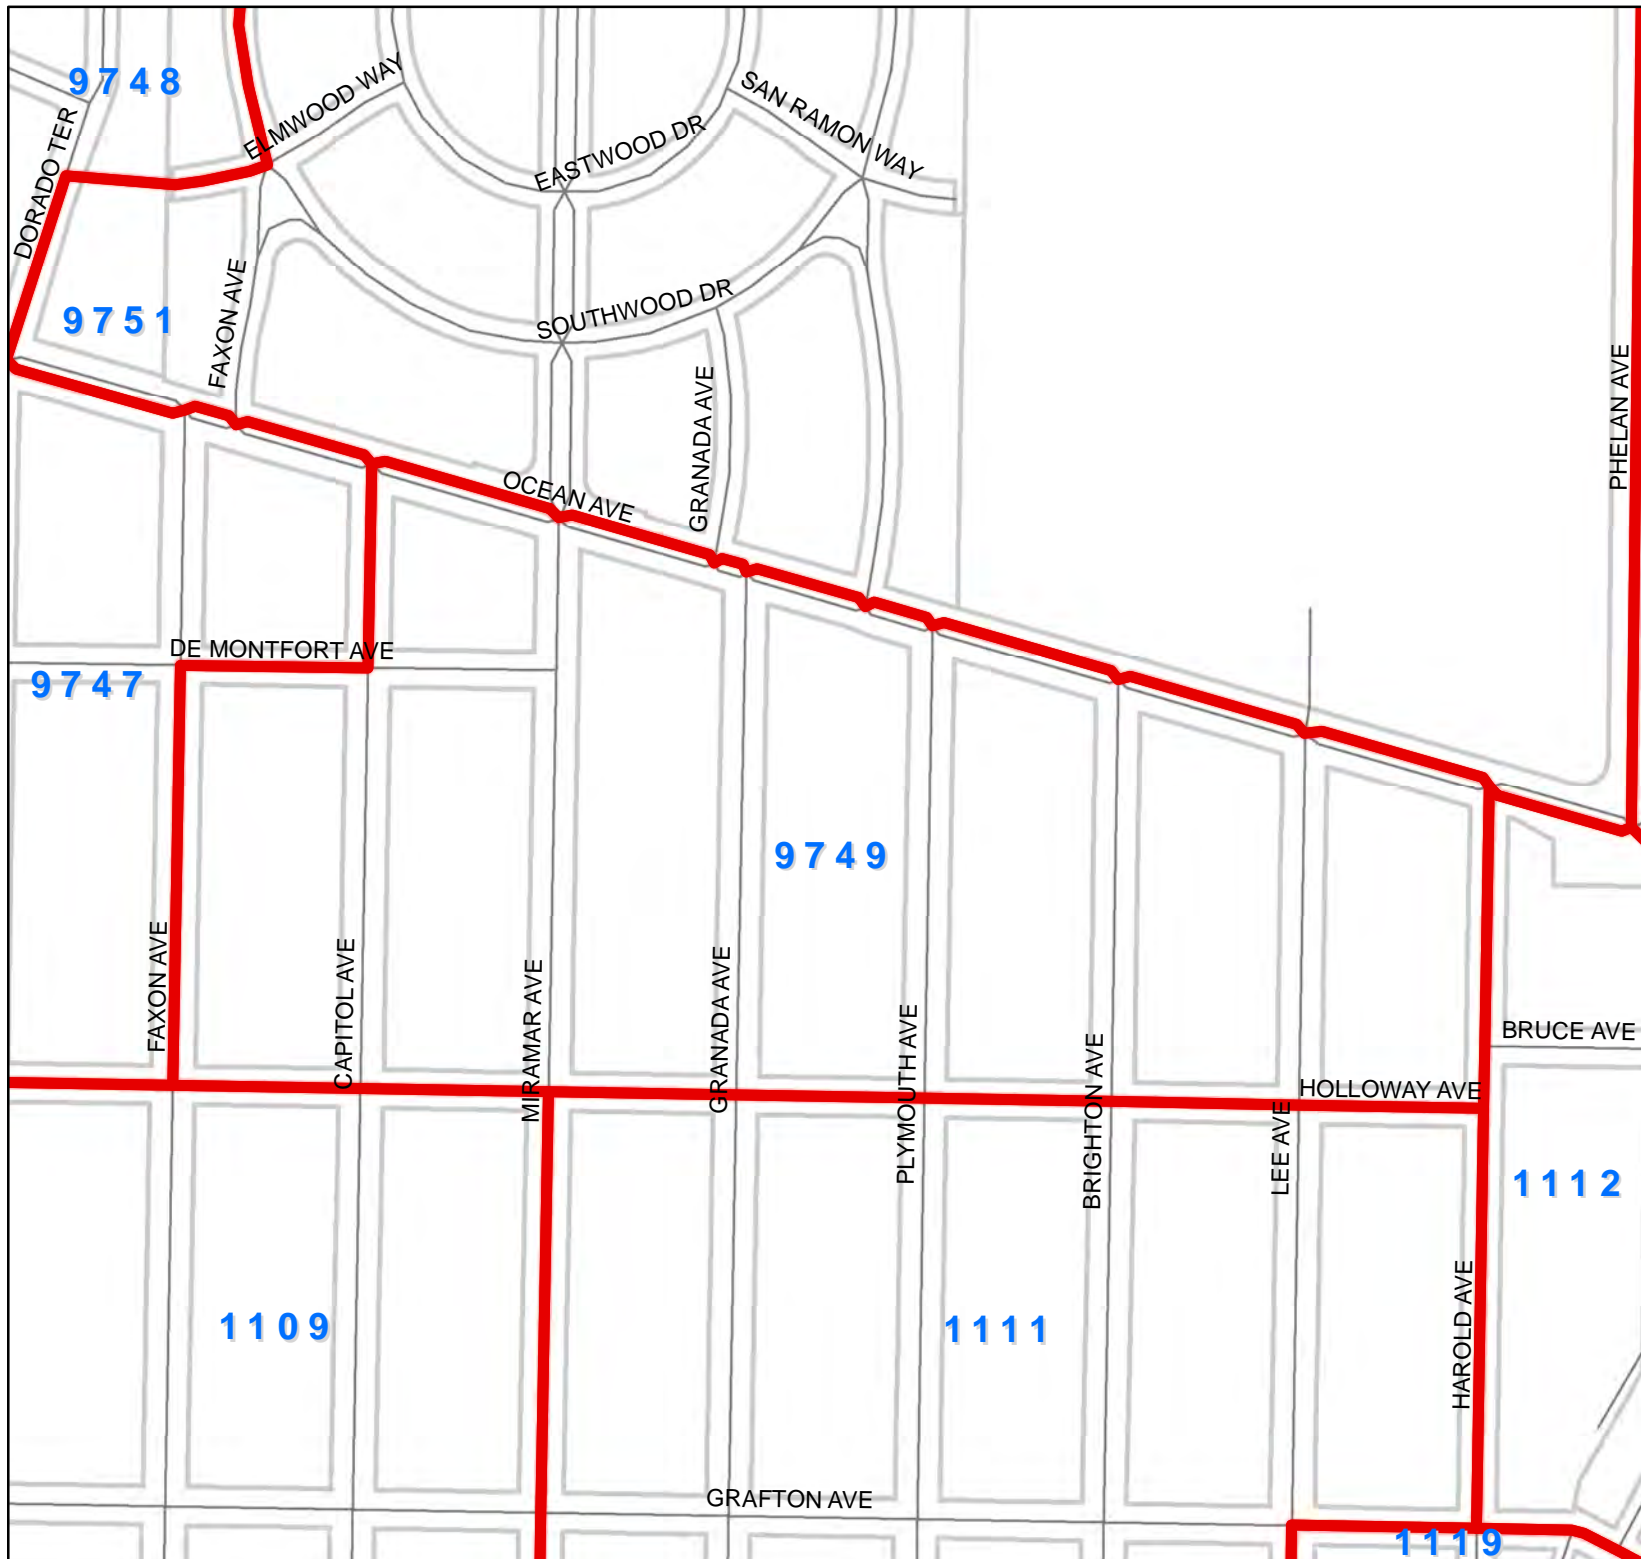 9748
ELMWOOD WAY
SAN RAMON WAY
EASTWOOD DR
DORADO TER
9751
FAXON AVE
SOUTHWOOD DR
GRANADA AVE
PHELAN AVE
OCEAN AVE
DE MONTFORT AVE
9747
9749
FAXON AVE
CAPITOL AVE
MIRAMAR AVE
GRANADA AVE
PLYMOUTH AVE
BRIGHTON AVE
BRUCE AVE
HOLLOWAY AVE
LEE AVE
1112
1109
1111
HAROLD AVE
GRAFTON AVE
1119